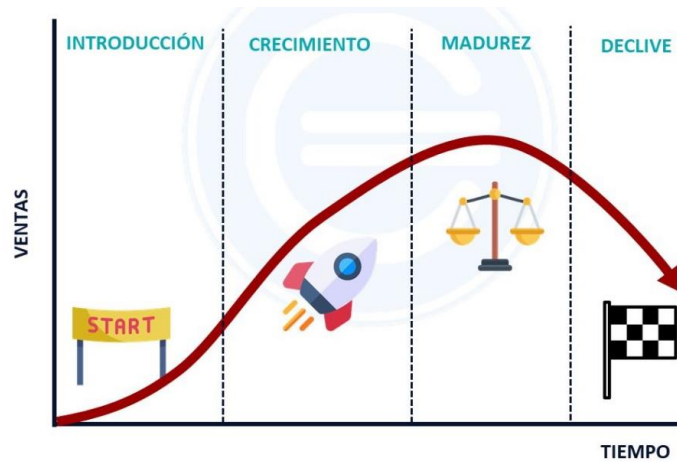 INTRODUCCIÓN
CRECIMIENTO
MADUREZ
DECLIVE
VENTAS
START
TIEMPO